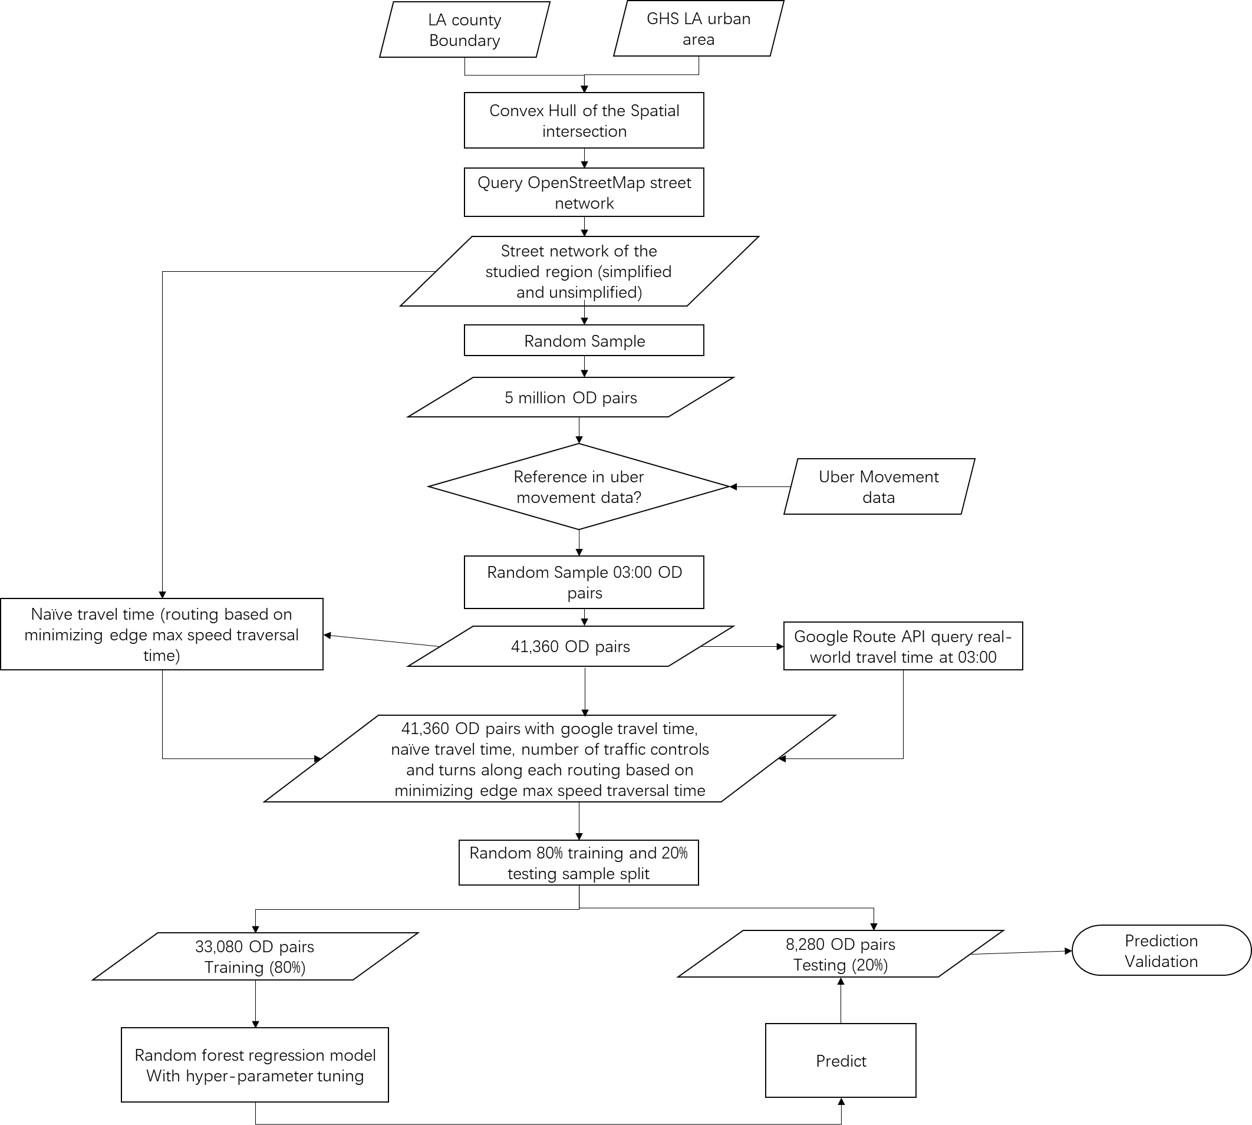 LA county
Boundary
GHS LA urban
area
Convex Hull of the Spatial
intersection
Query OpenStreetMap street
network
Street network of the
studied region (simplified
and unsimplified)
Random Sample
5 million OD pairs
Reference in uber
movement data?
Uber Movement
data
Random Sample 03:00 OD
pairs
Naïve travel time (routing based on
minimizing edge max speed traversal
time)
41,360 OD pairs
Google Route API query real-
world travel time at 03:00
41,360 OD pairs with google travel time,
naïve travel time, number of traffic controls
and turns along each routing based on
minimizing edge max speed traversal time
Random 80% training and 20%
testing sample split
33,080 OD pairs
Training (80%)
8,280 OD pairs
Testing (20%)
Prediction
Validation
Random forest regression model
With hyper-parameter tuning
Predict